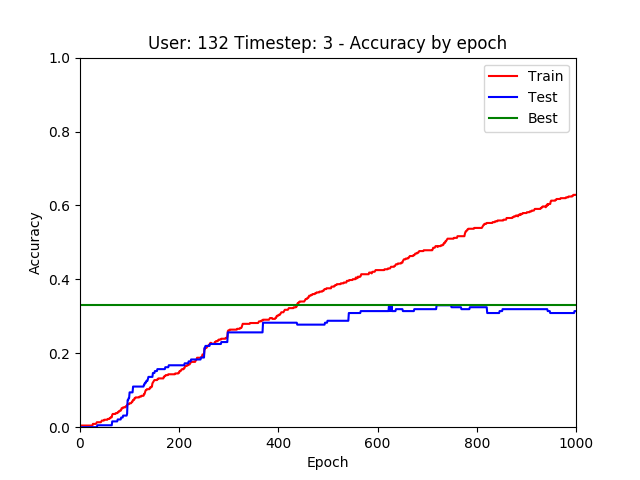 User: 132 Timestep: 3 - Accuracy by epoch
Train
Test
Best
Accuracy
1.0
0.8
0.6
0.4
0.2
0.0
0 200 400 600 800 1000
Epoch